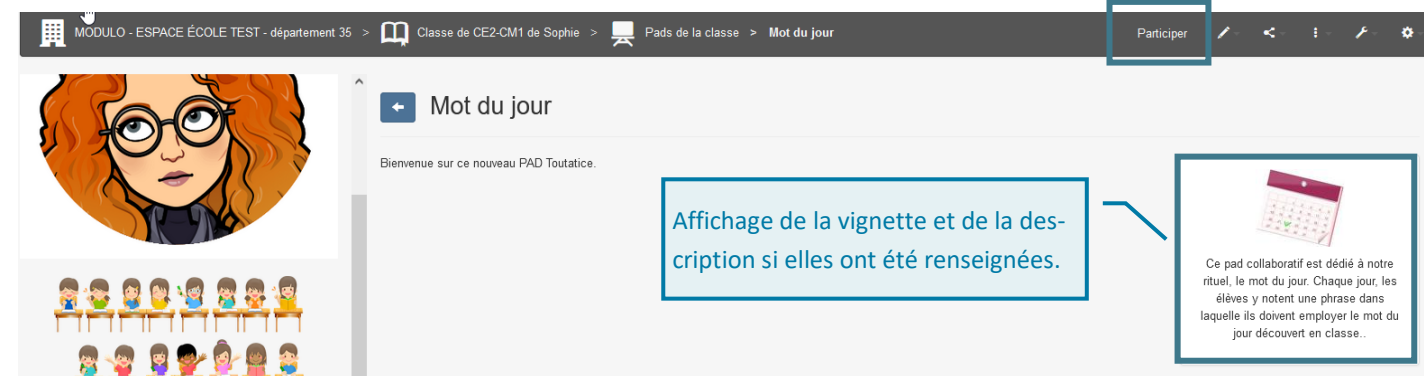 MODULO - ESPACE ÉCOLE TEST - département 35 > Classe de CE2-CM1 de Sophie > Pads de la classe > Mot du jour Participer
Mot du jour
Bienvenue sur ce nouveau PAD Toutatice.
Affichage de la vignette et de la des-
cription si elles ont été renseignées.
Ce pad collaboratif est dédié à notre
rituel, le mot du jour. Chaque jour, les
élèves y notent une phrase dans
laquelle ils doivent employer le mot du
jour découvert en classe..